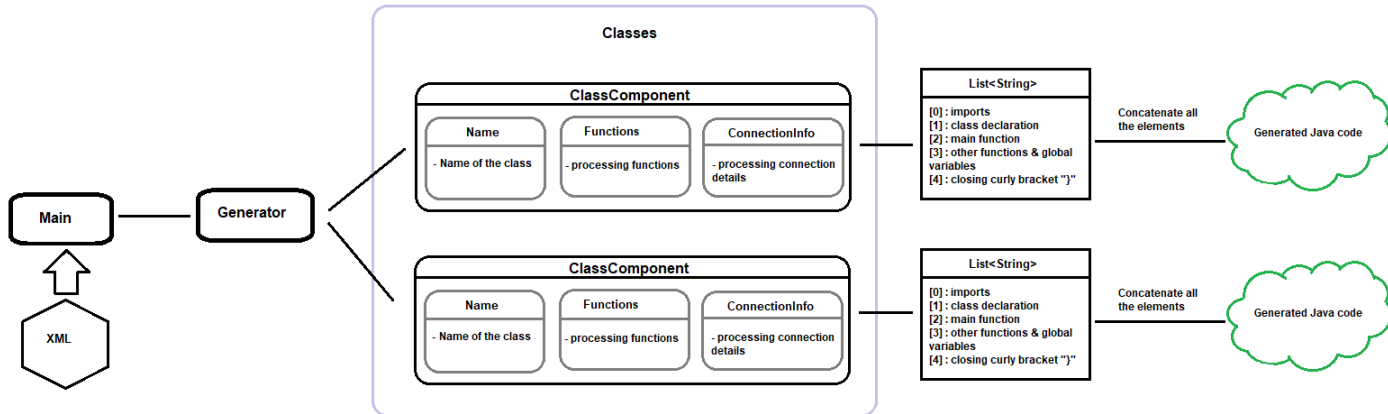 Classes
ClassComponent
Name
- Name of the class
Functions
- processing functions
ConnectionInfo
- processing connection
details
List<String>
[0] : imports
[1] : class declaration
[2] : main function
[3] : other functions & global
variables
[4] : closing curly bracket "}"
Concatenate all
the elements
Generated Java code
Main
Generator
XML
ClassComponent
Name
- Name of the class
Functions
- processing functions
ConnectionInfo
- processing connection
details
List<String>
[0] : imports
[1] : class declaration
[2] : main function
[3] : other functions & global
variables
[4] : closing curly bracket "}"
Concatenate all
the elements
Generated Java code